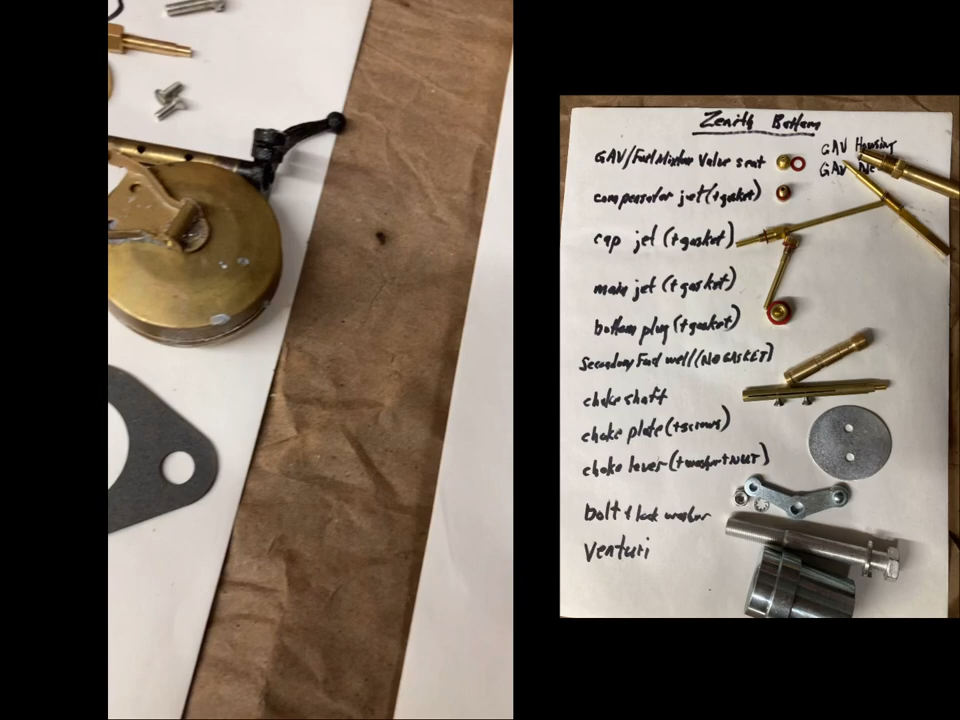 Zenith Bottom
GAV/Fuel Mixture Valve seat
GAV Housing
GAV Ne
compensator jet (+gasket)
cap jet (+gasket)
main jet (+gasket)
bottom plug (+gasket)
Secondary Fuel well (NO GASKET)
choke shaft
choke plate (+screws)
choke lever (+washer+NUT)
bolt + lock washer
Venturi